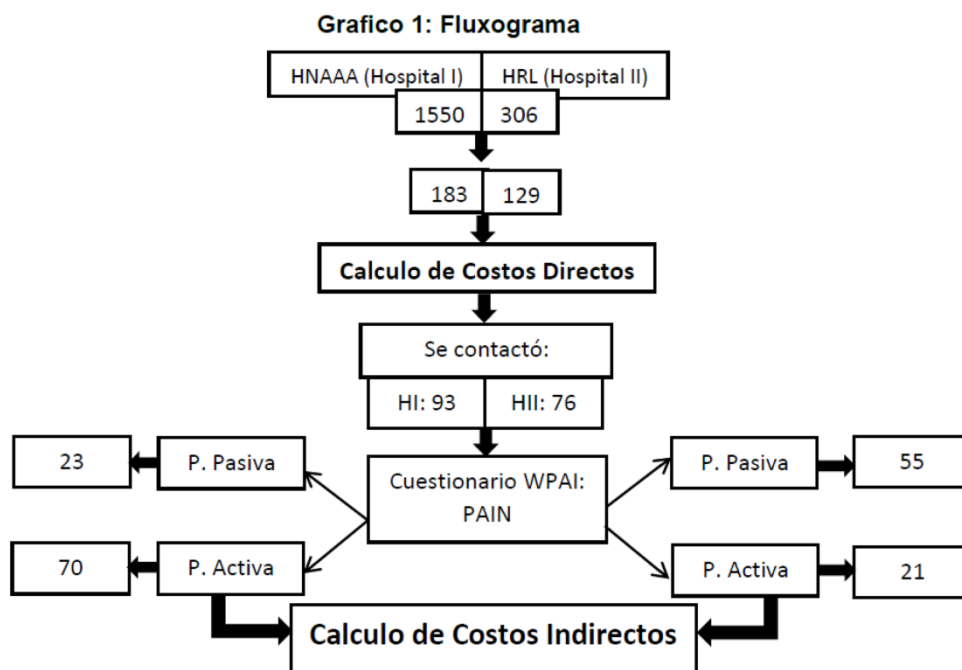 Grafico 1: Fluxograma
HNAAA (Hospital I) HRL (Hospital II)
1550 306
183 129
Calculo de Costos Directos
Se contactó:
HI: 93 HII: 76
23 P. Pasiva
Cuestionario WPAI:
PAIN
P. Pasiva 55
70 P. Activa
P. Activa 21
Calculo de Costos Indirectos